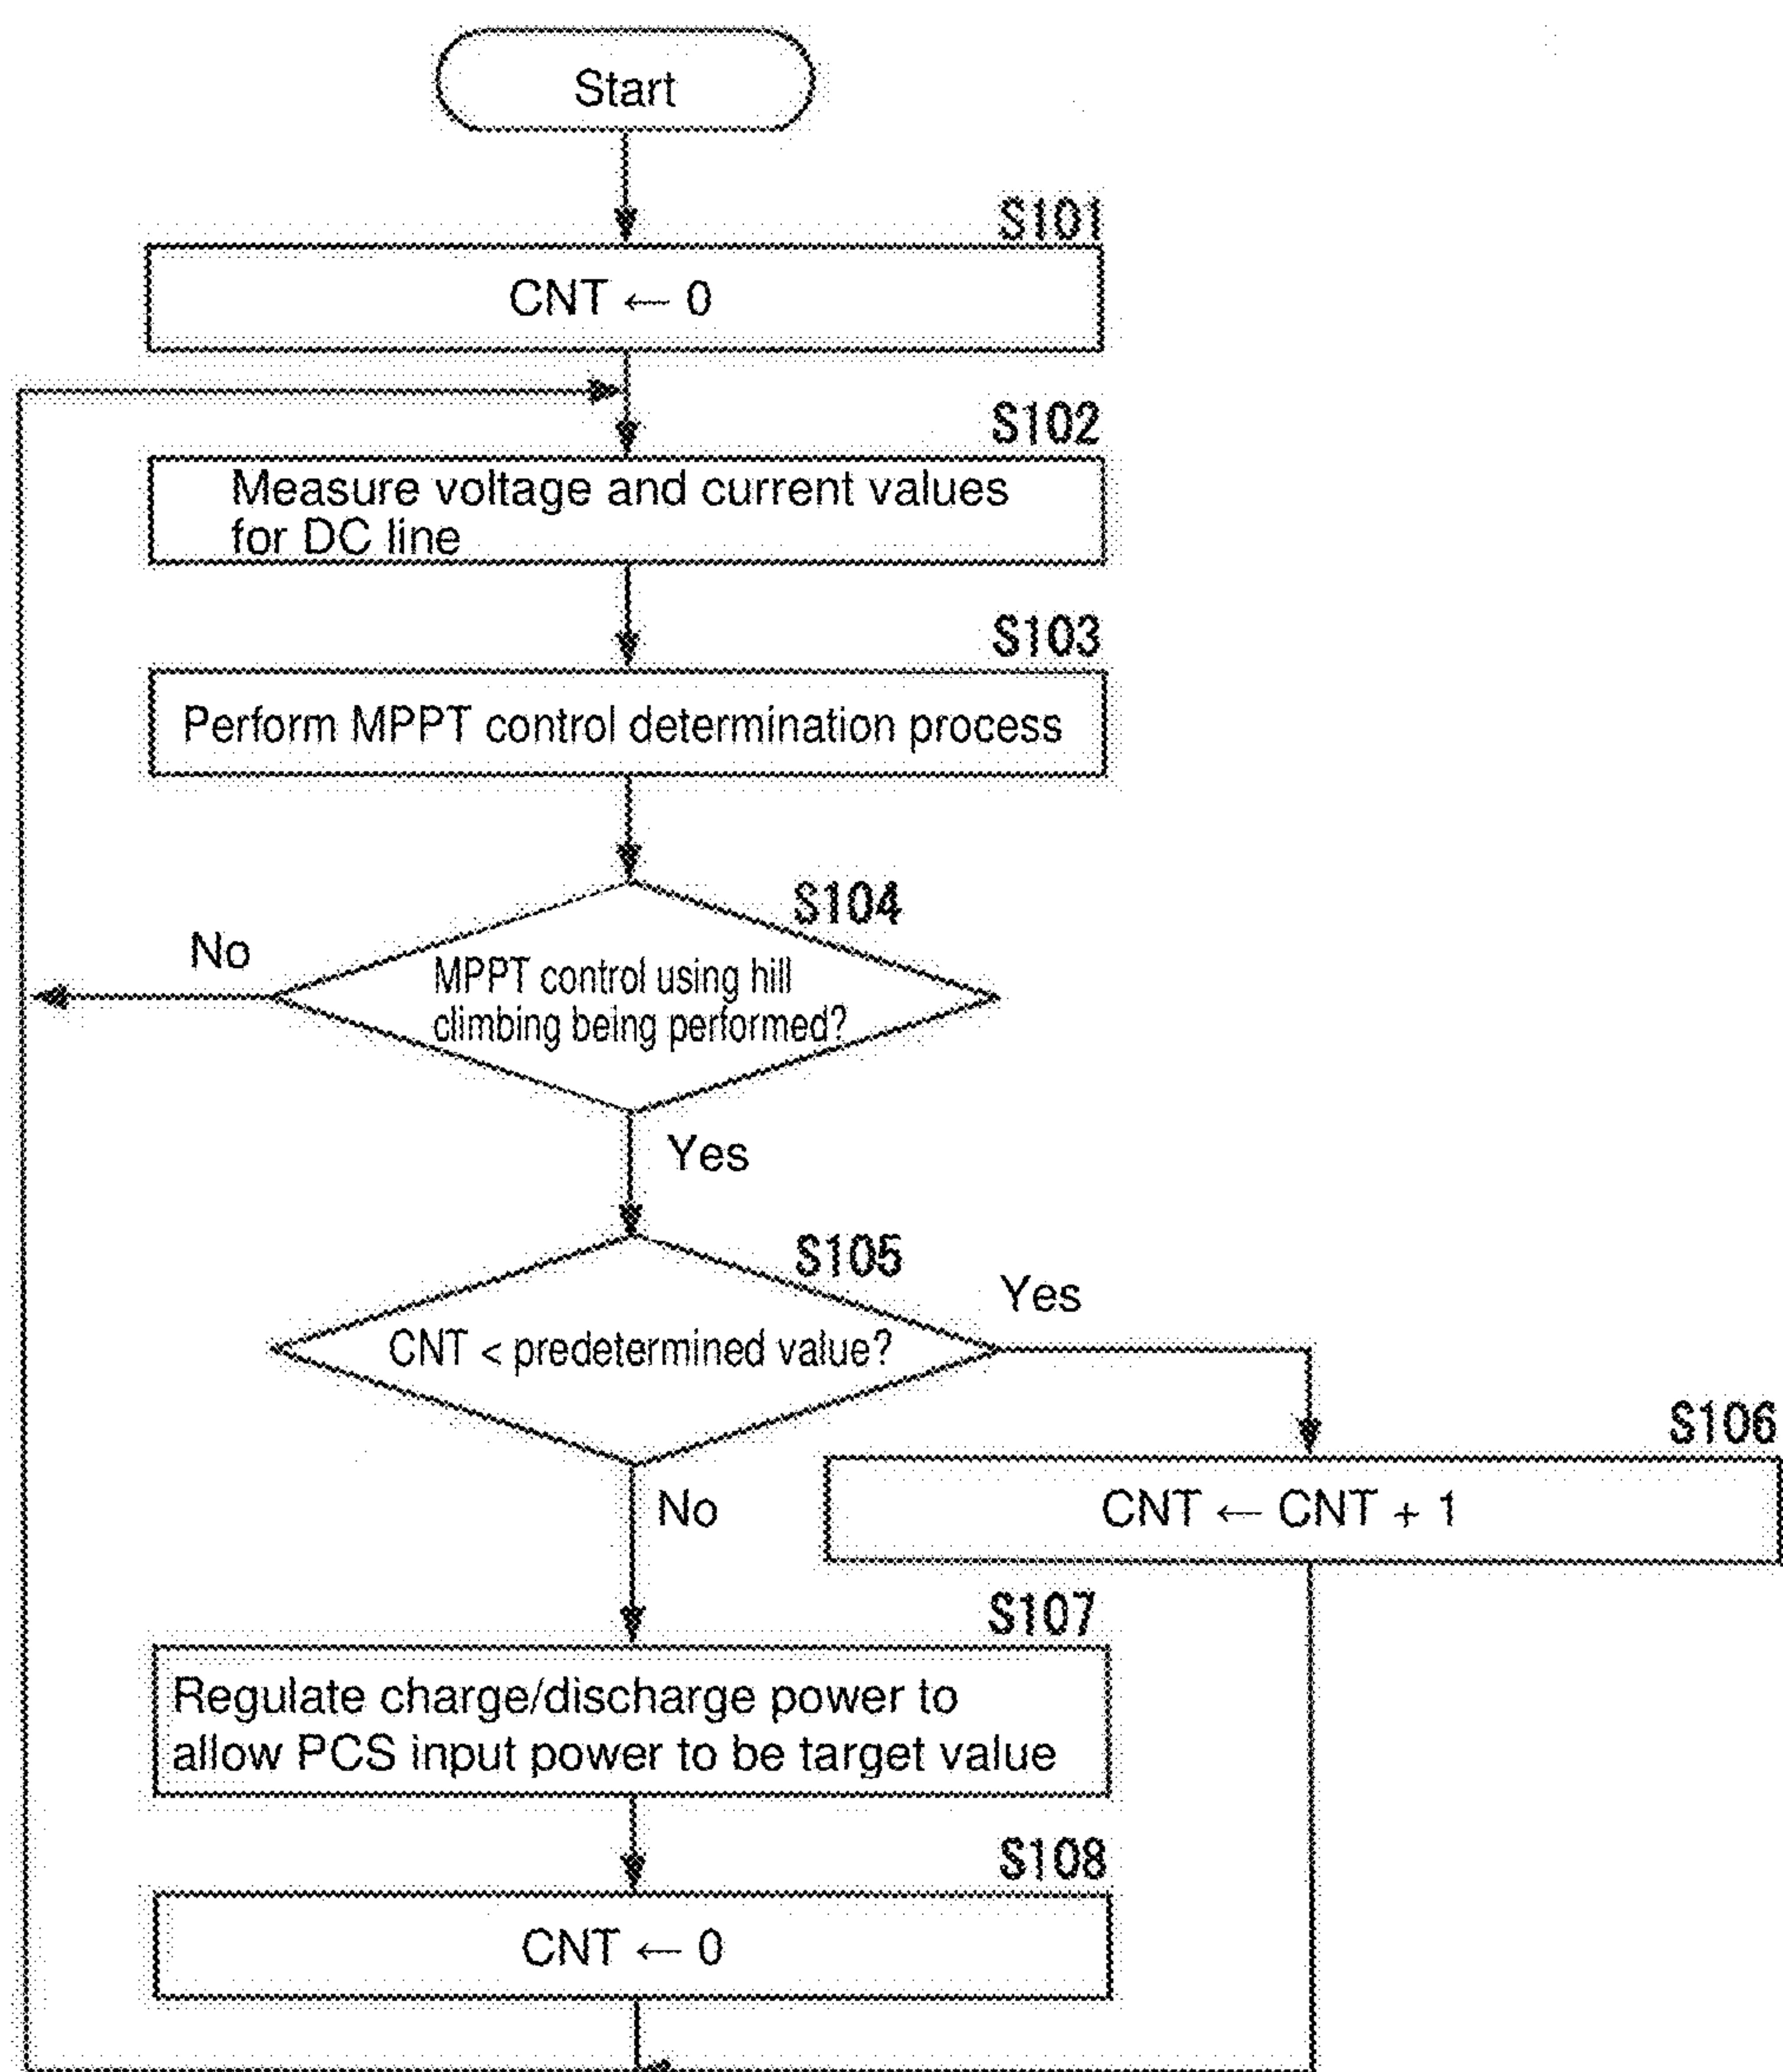 Start
S101
CNT ← 0
S102
Measure voltage and current values
for DC line
S103
Perform MPPT control determination process
S104
No
MPPT control using hill
climbing being performed?
Yes
S105
Yes
CNT < predetermined value?
S106
CNT ← CNT + 1
No
S107
Regulate charge/discharge power to
allow PCS input power to be target value
S108
CNT ← 0